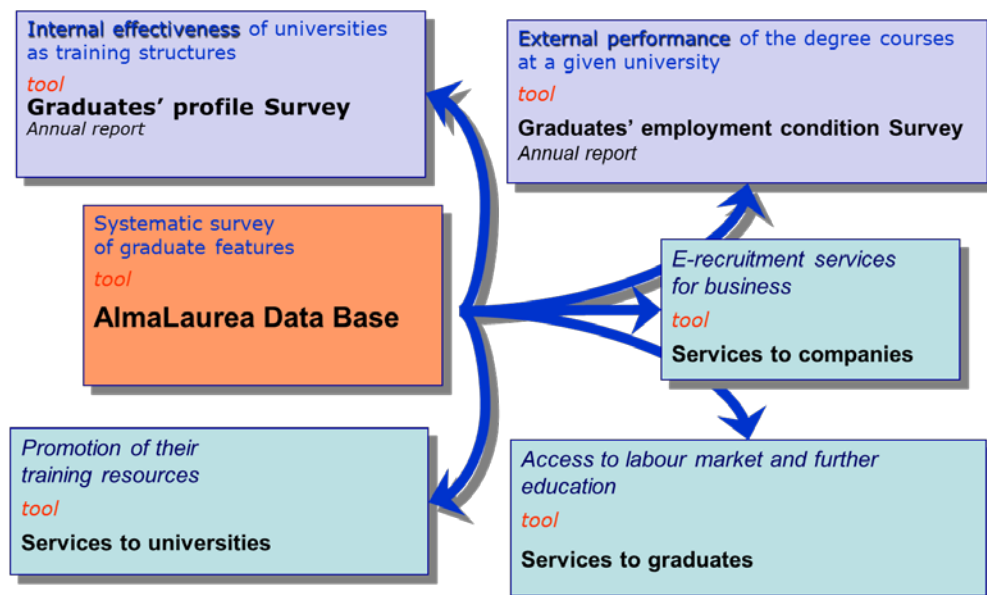 Internal effectiveness of universities
as training structures
tool
Graduates’ profile Survey
Annual report
External performance of the degree courses
at a given university
tool
Graduates’ employment condition Survey
Annual report
Systematic survey
of graduate features
tool
AlmaLaurea Data Base
E-recruitment services
for business
tool
Services to companies
Promotion of their
training resources
tool
Services to universities
Access to labour market and further
education
tool
Services to graduates